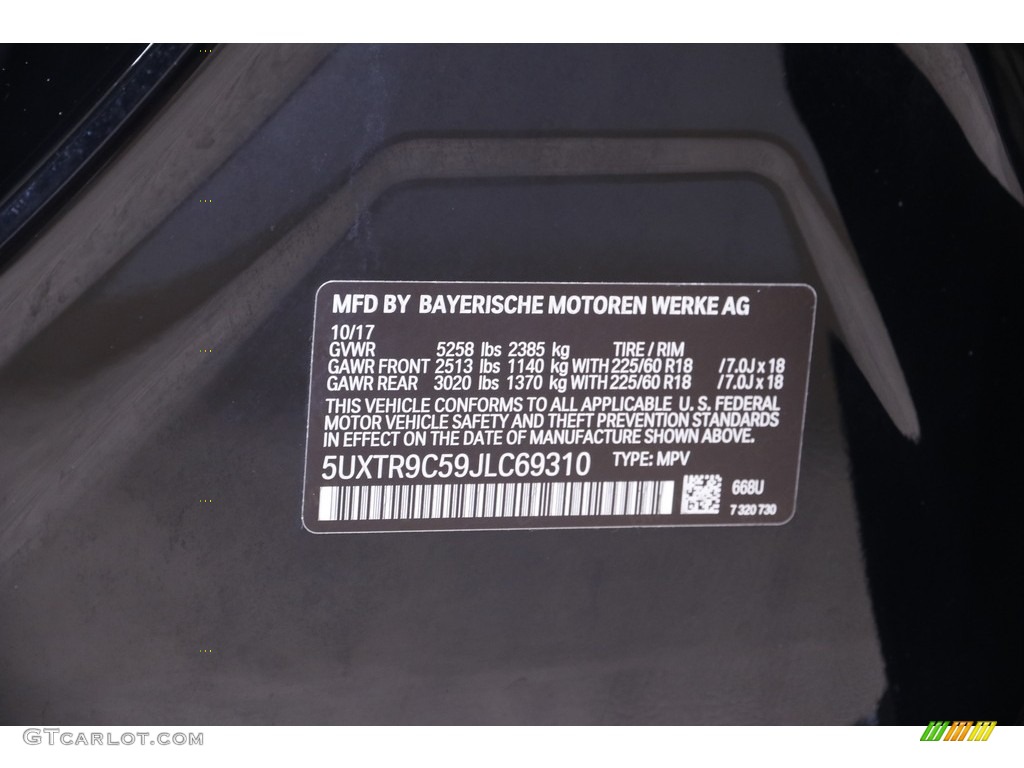 MFD BY BAYERISCHE MOTOREN WERKE AG
10/17
GVWR 5258 lbs 2385 kg TIRE / RIM
GAWR FRONT 2513 lbs 1140 kg WITH 225/60 R18 /7.0J x 18
GAWR REAR 3020 lbs 1370 kg WITH 225/60 R18 /7.0J x 18
THIS VEHICLE CONFORMS TO ALL APPLICABLE U. S. FEDERAL
MOTOR VEHICLE SAFETY AND THEFT PREVENTION STANDARDS
IN EFFECT ON THE DATE OF MANUFACTURE SHOWN ABOVE.
5UXTR9C59JLC69310 TYPE: MPV
668U
7 320 730
GTCARLOT.COM